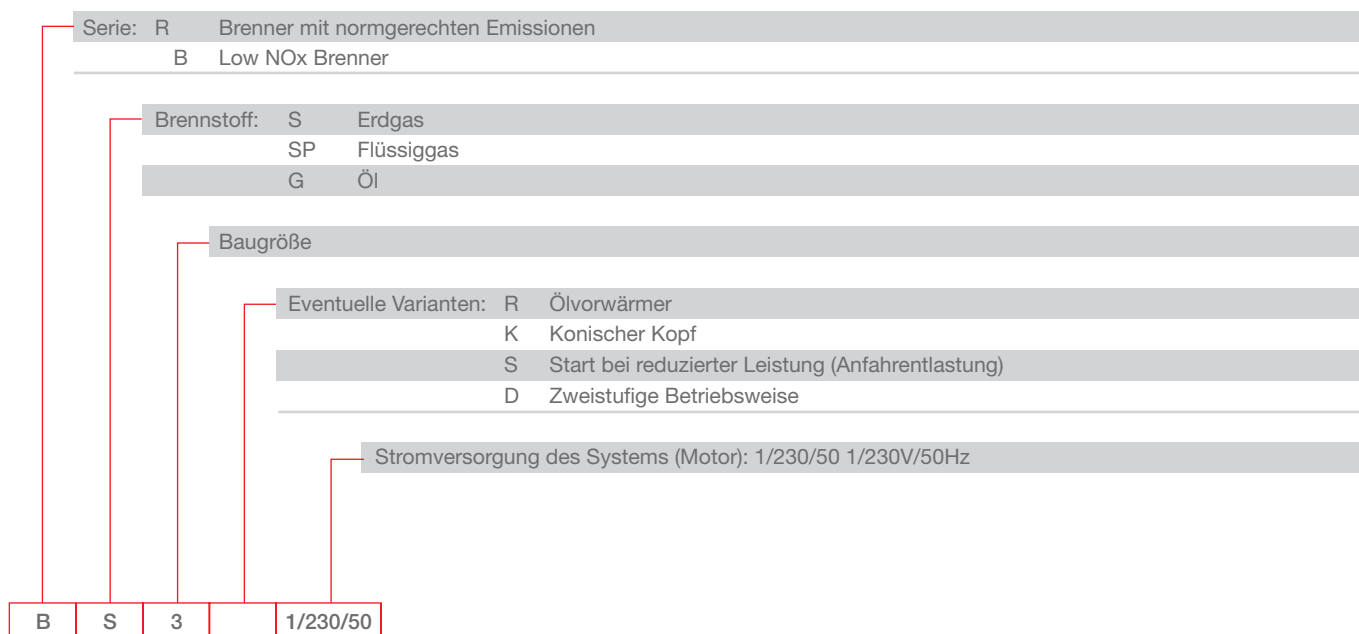 Serie: R Brenner mit normgerechten Emissionen
B Low NOx Brenner
Brennstoff: S Erdgas
SP Flüssiggas
G Öl
Baugröße
Eventuelle Varianten: R Ölvorwärmer
K Konischer Kopf
S Start bei reduzierter Leistung (Anfahrentlastung)
D Zweistufige Betriebsweise
Stromversorgung des Systems (Motor): 1/230/50 1/230V/50Hz
B S 3 1/230/50